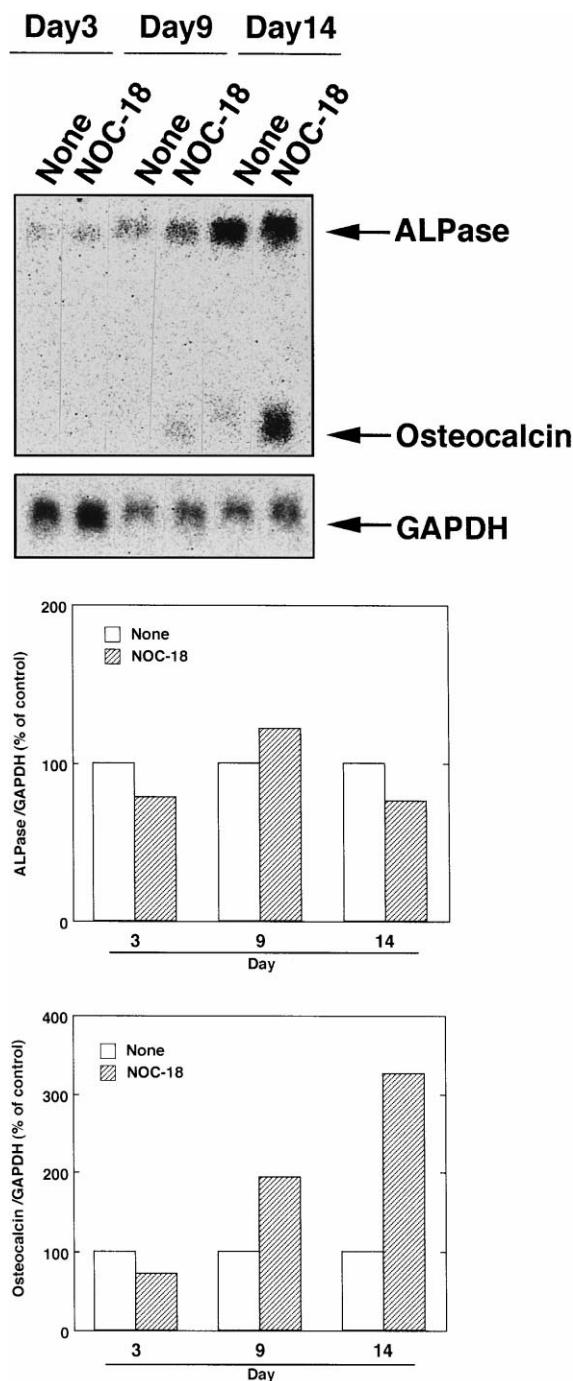 Day3 Day9 Day14
None NOC-18 None NOC-18 None NOC-18
ALPase
Osteocalcin
GAPDH
ALPase /GAPDH (% of control)
200
100
0
None
NOC-18
3 9 14
Day
Osteocalcin /GAPDH (% of control)
400
300
200
100
0
None
NOC-18
3 9 14
Day